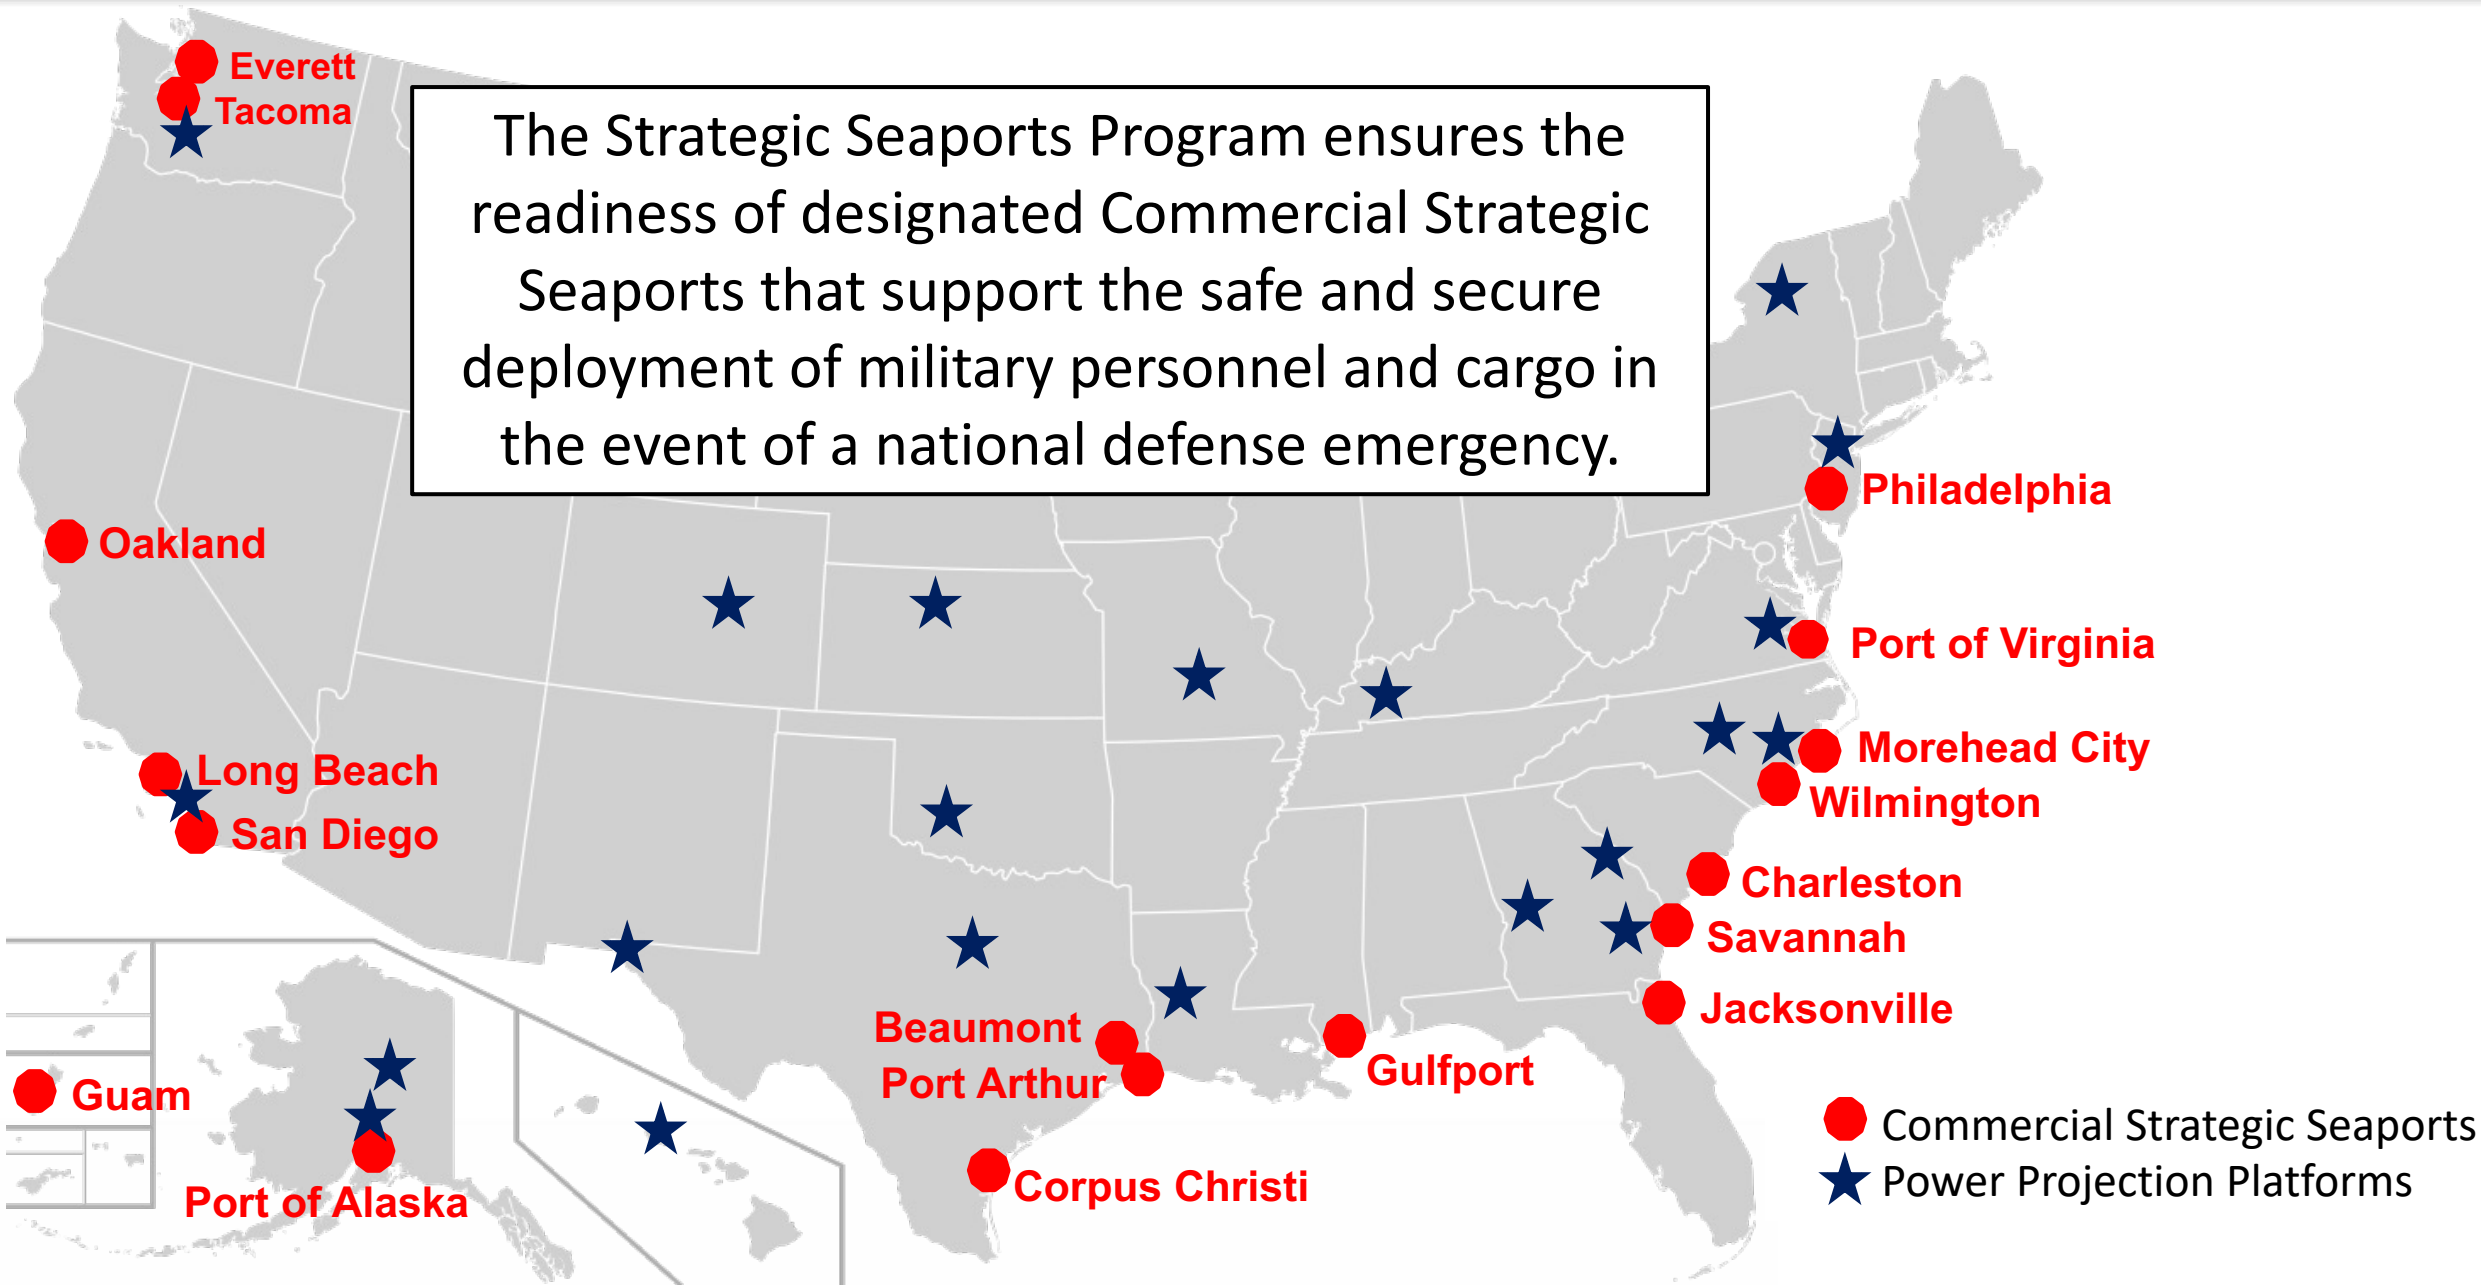 Everett
Tacoma
The Strategic Seaports Program ensures the
readiness of designated Commercial Strategic
Seaports that support the safe and secure
deployment of military personnel and cargo in
the event of a national defense emergency.
Philadelphia
Oakland
Port of Virginia
Morehead City
Wilmington
Long Beach
San Diego
Charleston
Savannah
Jacksonville
Beaumont
Port Arthur
Gulfport
Guam
Corpus Christi
Port of Alaska
Commercial Strategic Seaports
Power Projection Platforms